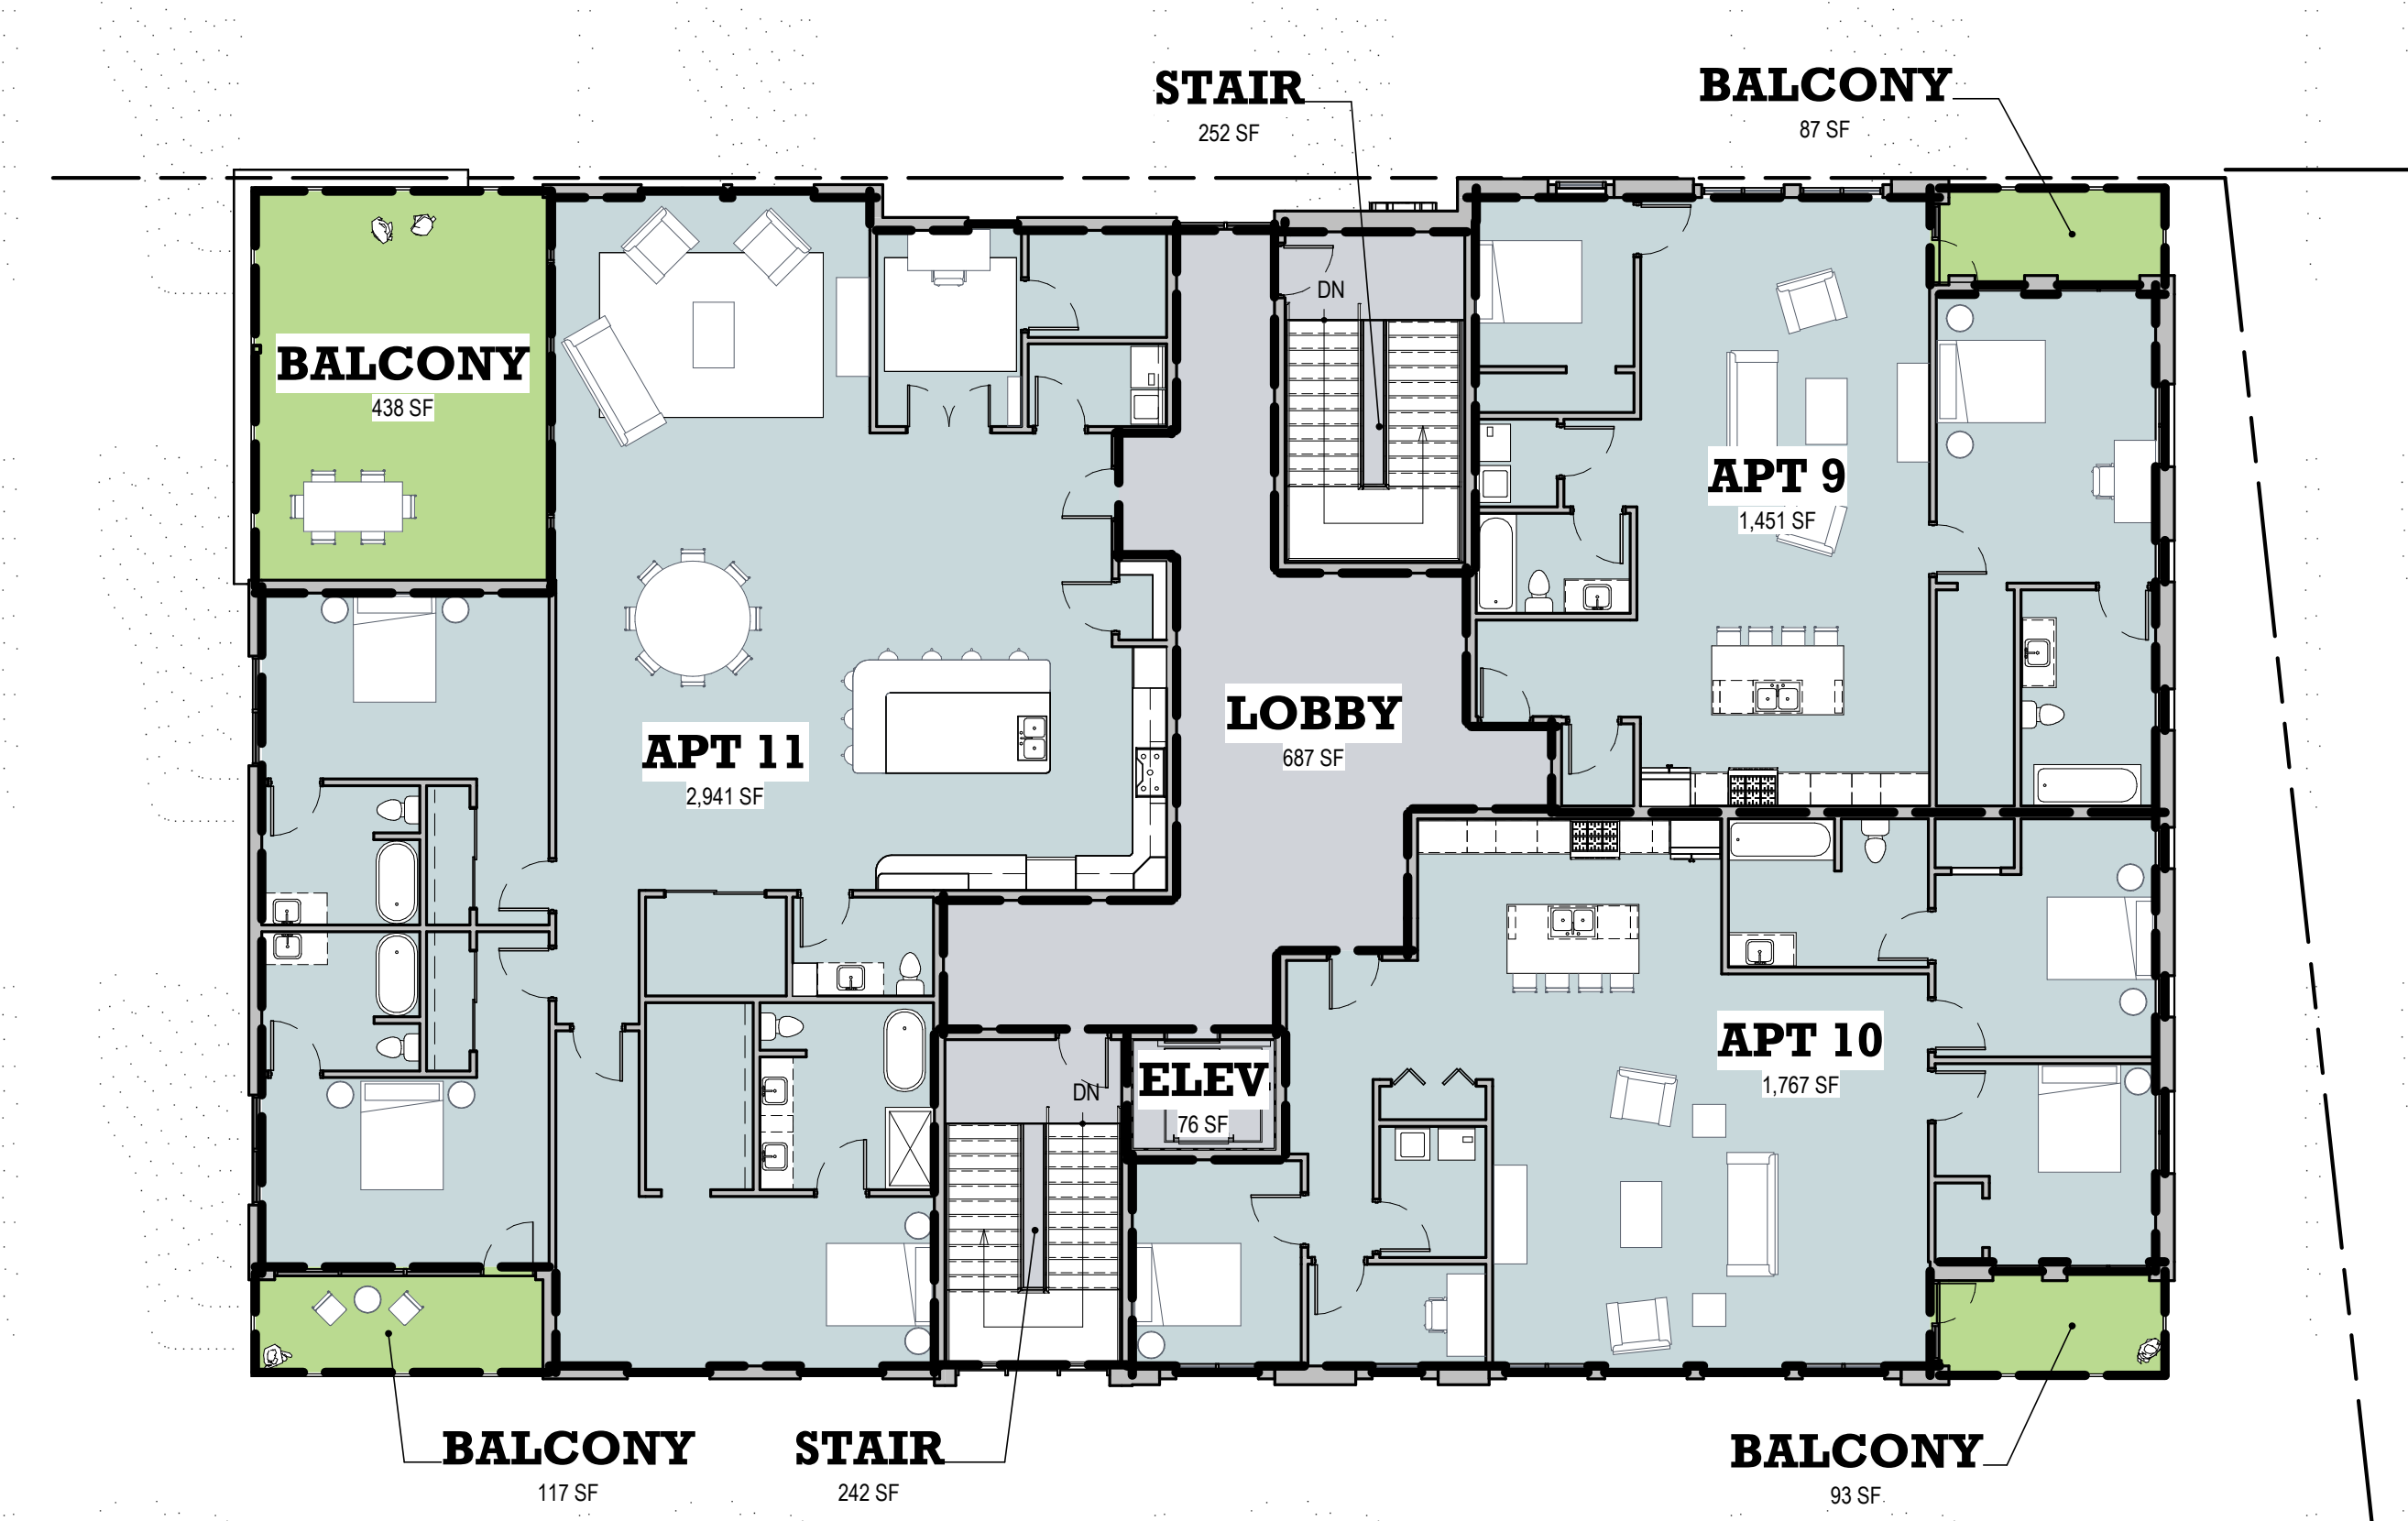 STAIR
252 SF
BALCONY
87 SF
DN
BALCONY
438 SF
APT 9
1,451 SF
LOBBY
687 SF
APT 11
2,941 SF
APT 10
1,767 SF
DN
ELEV
76 SF
BALCONY
117 SF
STAIR
242 SF
BALCONY
93 SF